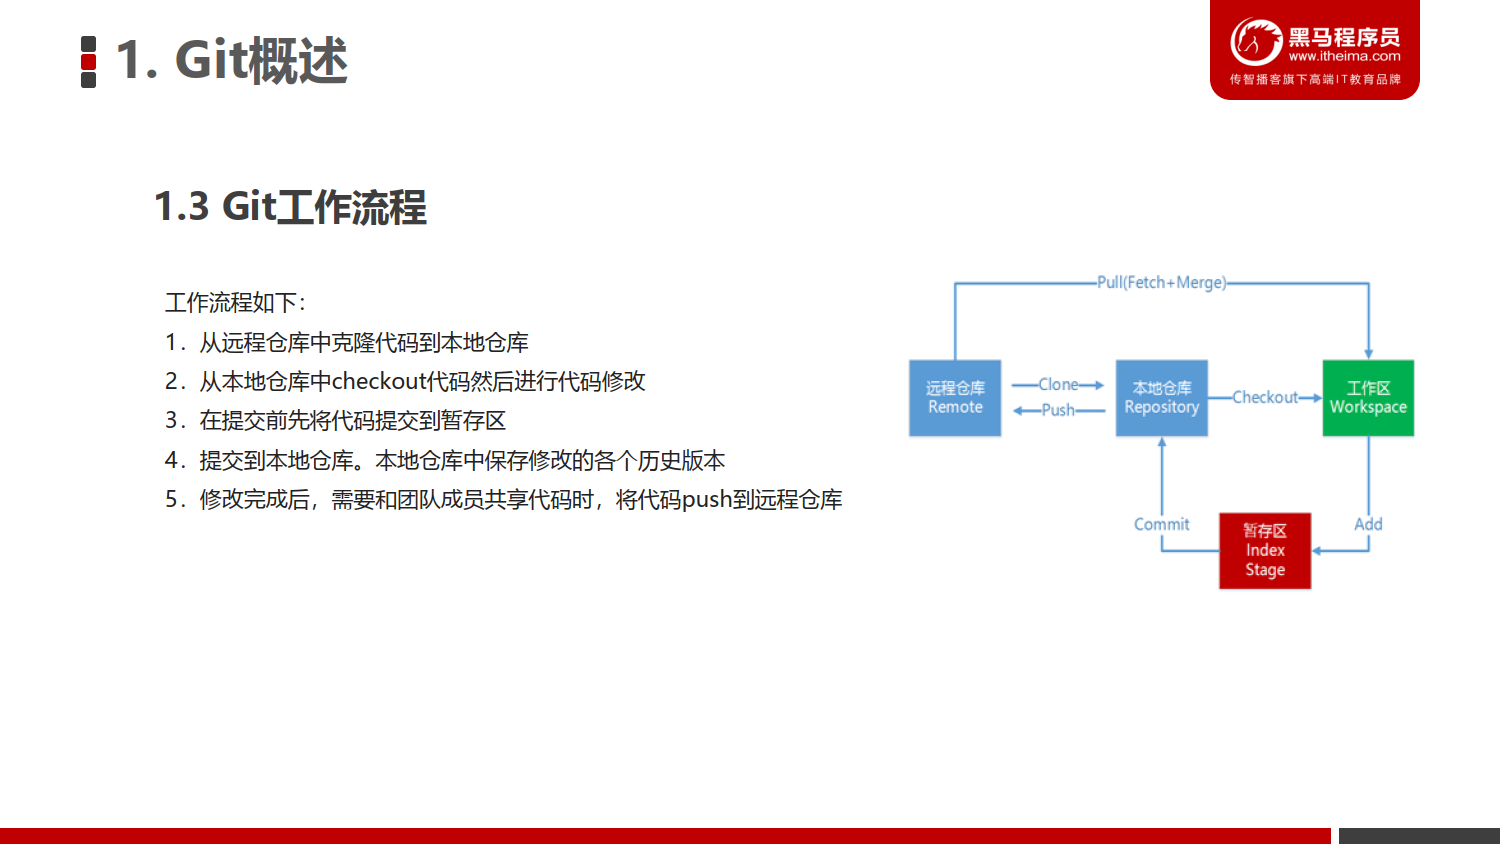 1. Git概述
黑马程序员
www.itheima.com
传智播客旗下高端IT教育品牌
1.3 Git工作流程
工作流程如下：
1．从远程仓库中克隆代码到本地仓库
2．从本地仓库中checkout代码然后进行代码修改
3．在提交前先将代码提交到暂存区
4．提交到本地仓库。本地仓库中保存修改的各个历史版本
5．修改完成后，需要和团队成员共享代码时，将代码push到远程仓库
Pull(Fetch+Merge)
远程仓库
Remote
Clone
Push
本地仓库
Repository
Checkout
工作区
Workspace
Commit
暂存区
Index
Stage
Add